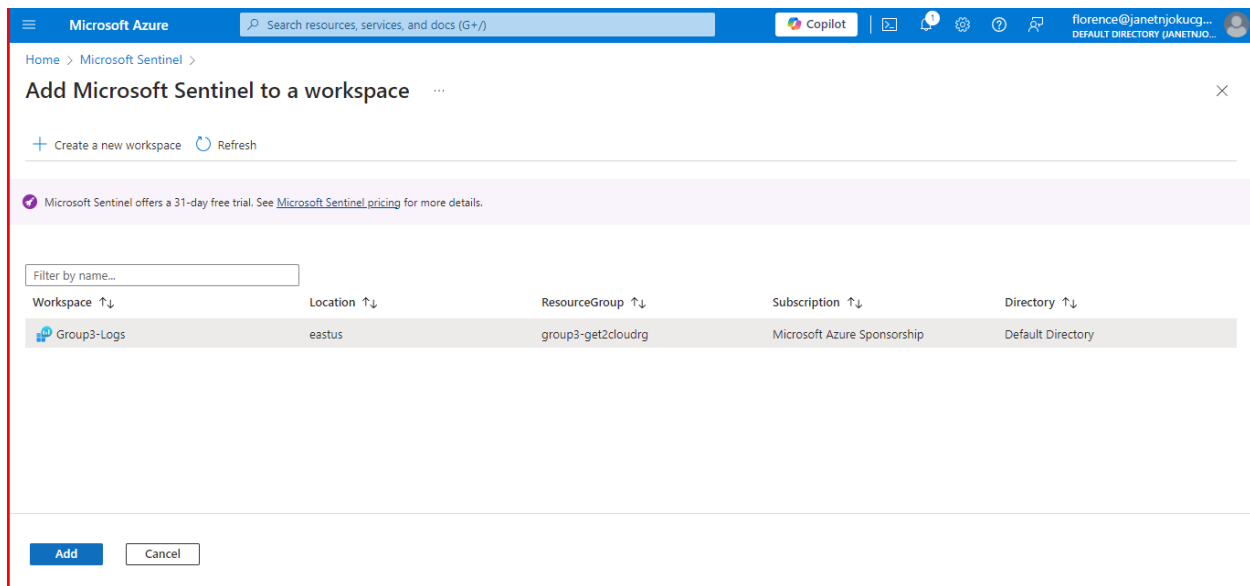 Microsoft Azure Search resources, services, and docs (G+/) Copilot 1 florence@janetnjokucg...
DEFAULT DIRECTORY (JANETNJO...
Home > Microsoft Sentinel >
Add Microsoft Sentinel to a workspace ...
Create a new workspace Refresh
Microsoft Sentinel offers a 31-day free trial. See Microsoft Sentinel pricing for more details.
Filter by name...
Workspace ↑↓ Location ↑↓ ResourceGroup ↑↓ Subscription ↑↓ Directory ↑↓
Group3-Logs eastus group3-get2cloudrg Microsoft Azure Sponsorship Default Directory
Add Cancel